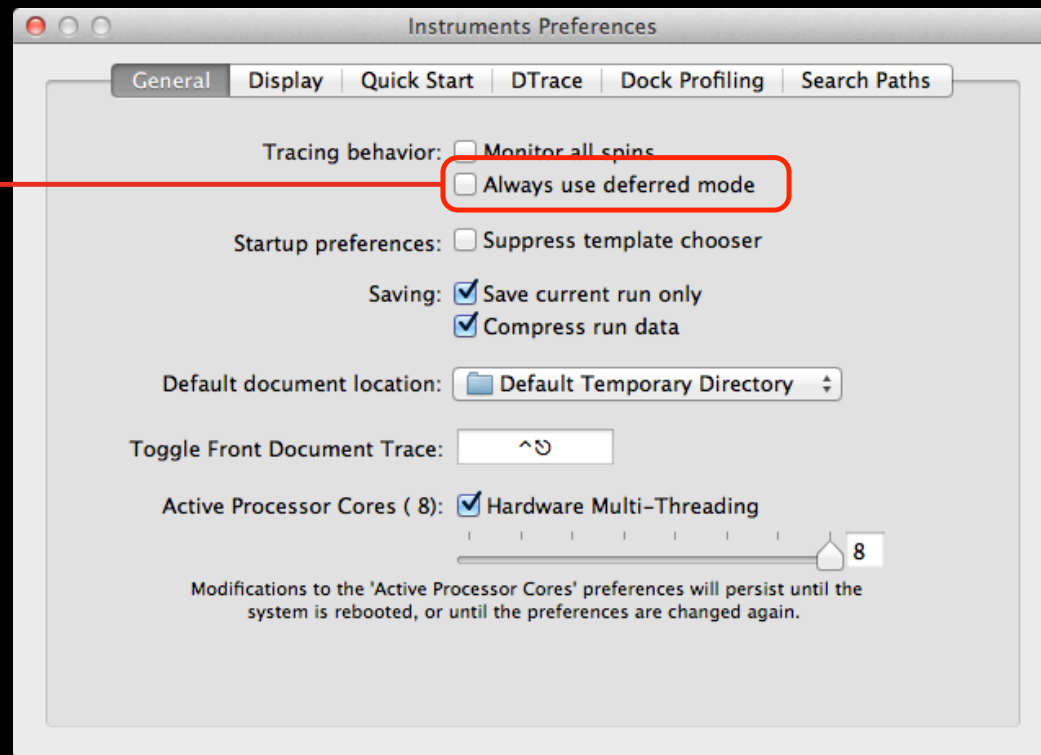 Instruments Preferences
General Display Quick Start DTrace Dock Profiling Search Paths
Tracing behavior: Monitor all spins
Always use deferred mode
Startup preferences: Suppress template chooser
Saving: Save current run only
Compress run data
Default document location: Default Temporary Directory
Toggle Front Document Trace: ^⎋
Active Processor Cores ( 8): Hardware Multi-Threading
8
Modifications to the 'Active Processor Cores' preferences will persist until the
system is rebooted, or until the preferences are changed again.